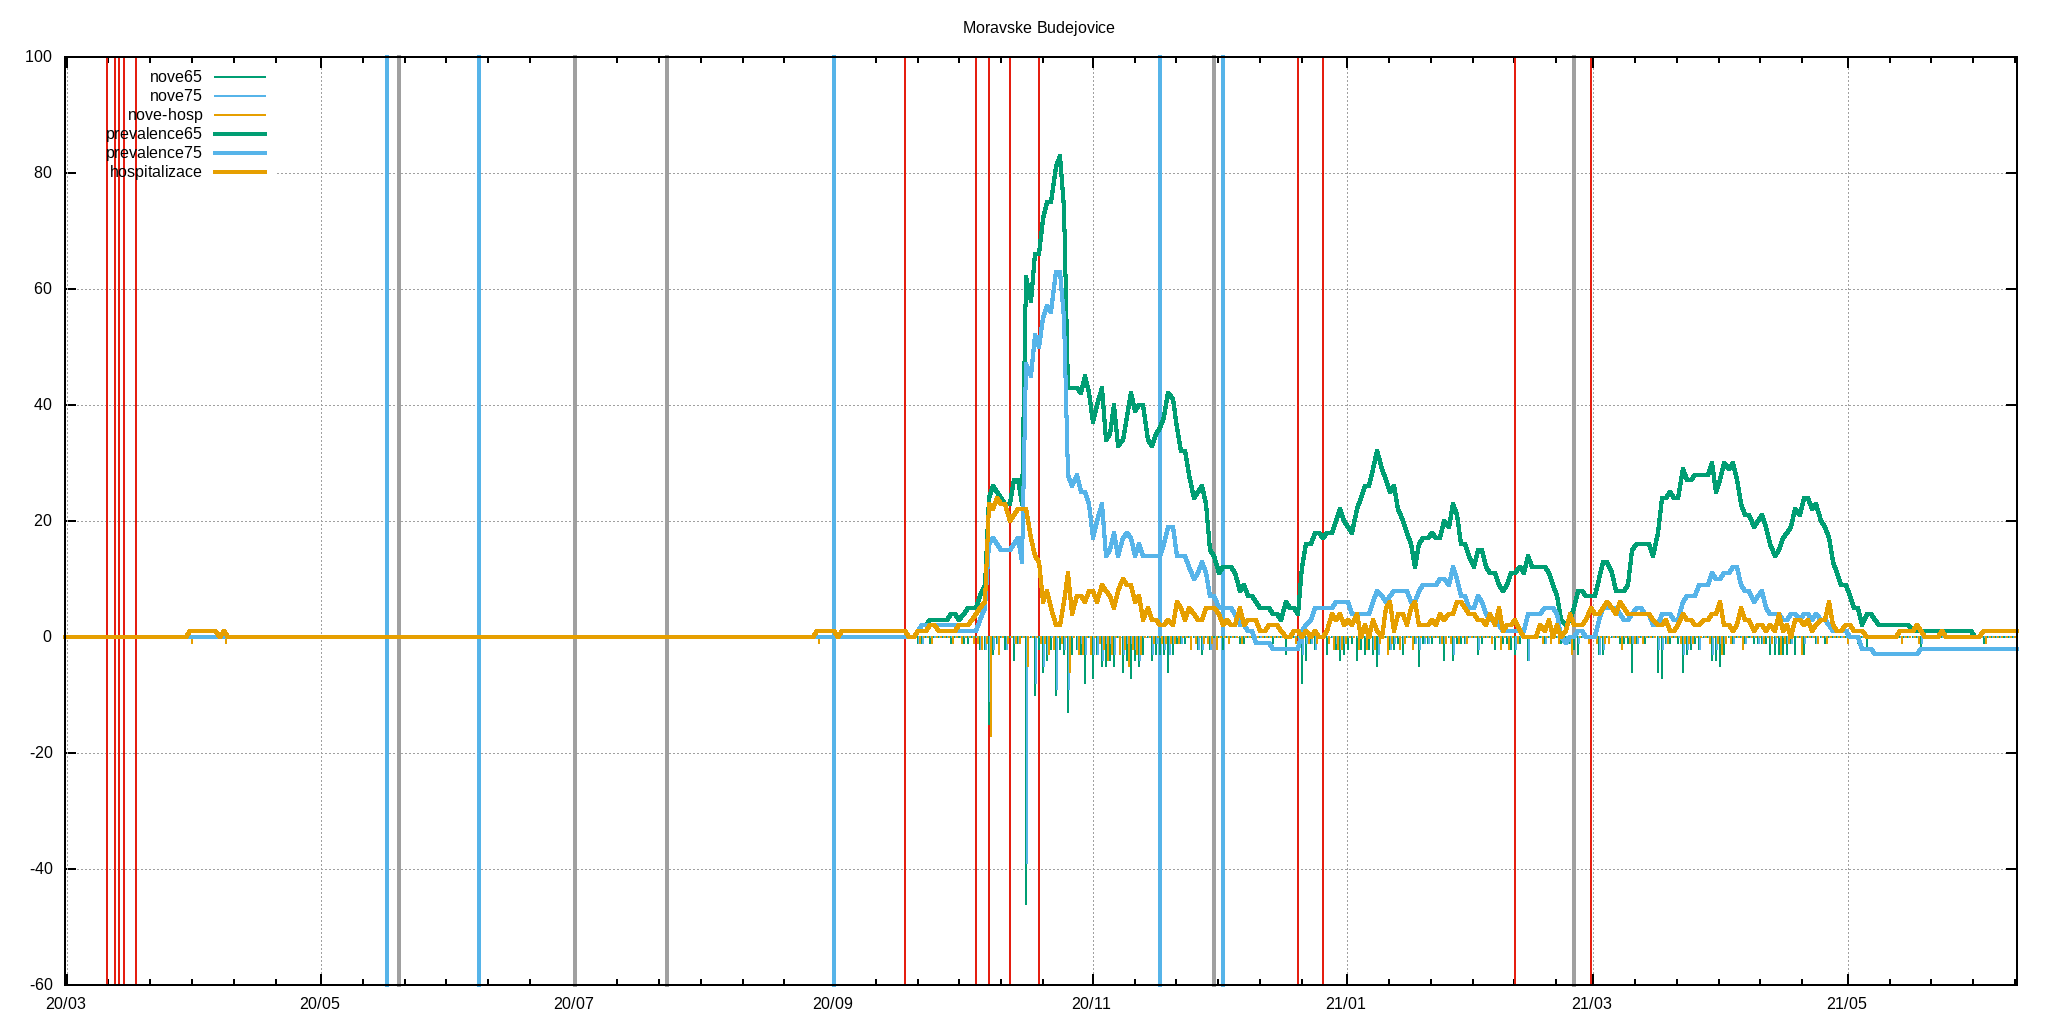 Moravske Budejovice
100
nove65
nove75
nove-hosp
prevalence65
prevalence75
hospitalizace
80
60
40
20
0
-20
-40
-60
20/03 20/05 20/07 20/09 20/11 21/01 21/03 21/05